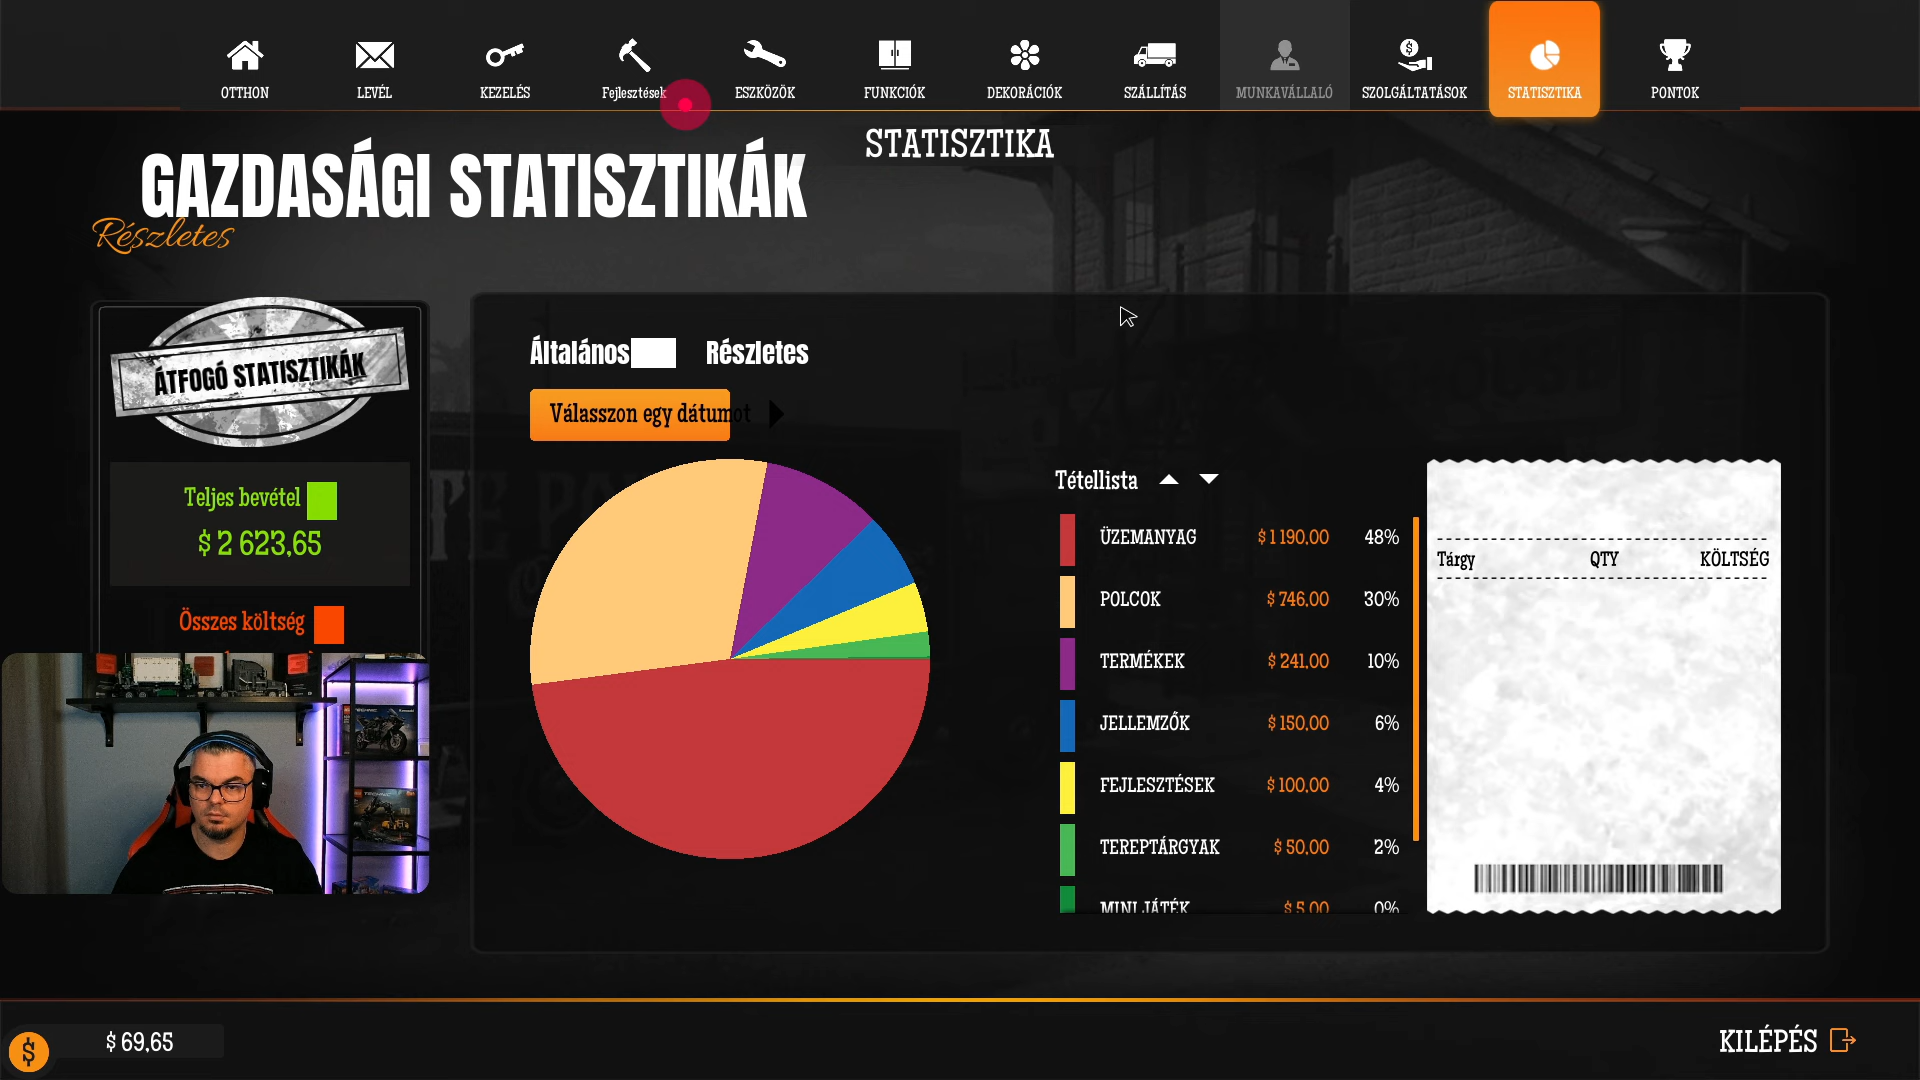 OTTHON
LEVÉL
KEZELÉS
Fejlesztések
ESZKÖZÖK
FUNKCIÓK
DEKORÁCIÓK
SZÁLLÍTÁS
MUNKAVÁLLALÓ
SZOLGÁLTATÁSOK
STATISZTIKA
PONTOK
STATISZTIKA
GAZDASÁGI STATISZTIKÁK
Részletes
ÁTFOGÓ STATISZTIKÁK
Teljes bevétel
$ 2 623,65
Összes költség
Általános Részletes
Válasszon egy dátumot
Tétellista
ÜZEMANYAG $ 1 190,00 48%
POLCOK $ 746,00 30%
TERMÉKEK $ 241,00 10%
JELLEMZŐK $ 150,00 6%
FEJLESZTÉSEK $ 100,00 4%
TEREPTÁRGYAK $ 50,00 2%
MINI JÁTÉK $ 5,00 0%
Tárgy QTY KÖLTSÉG
$ 69,65
KILÉPÉS